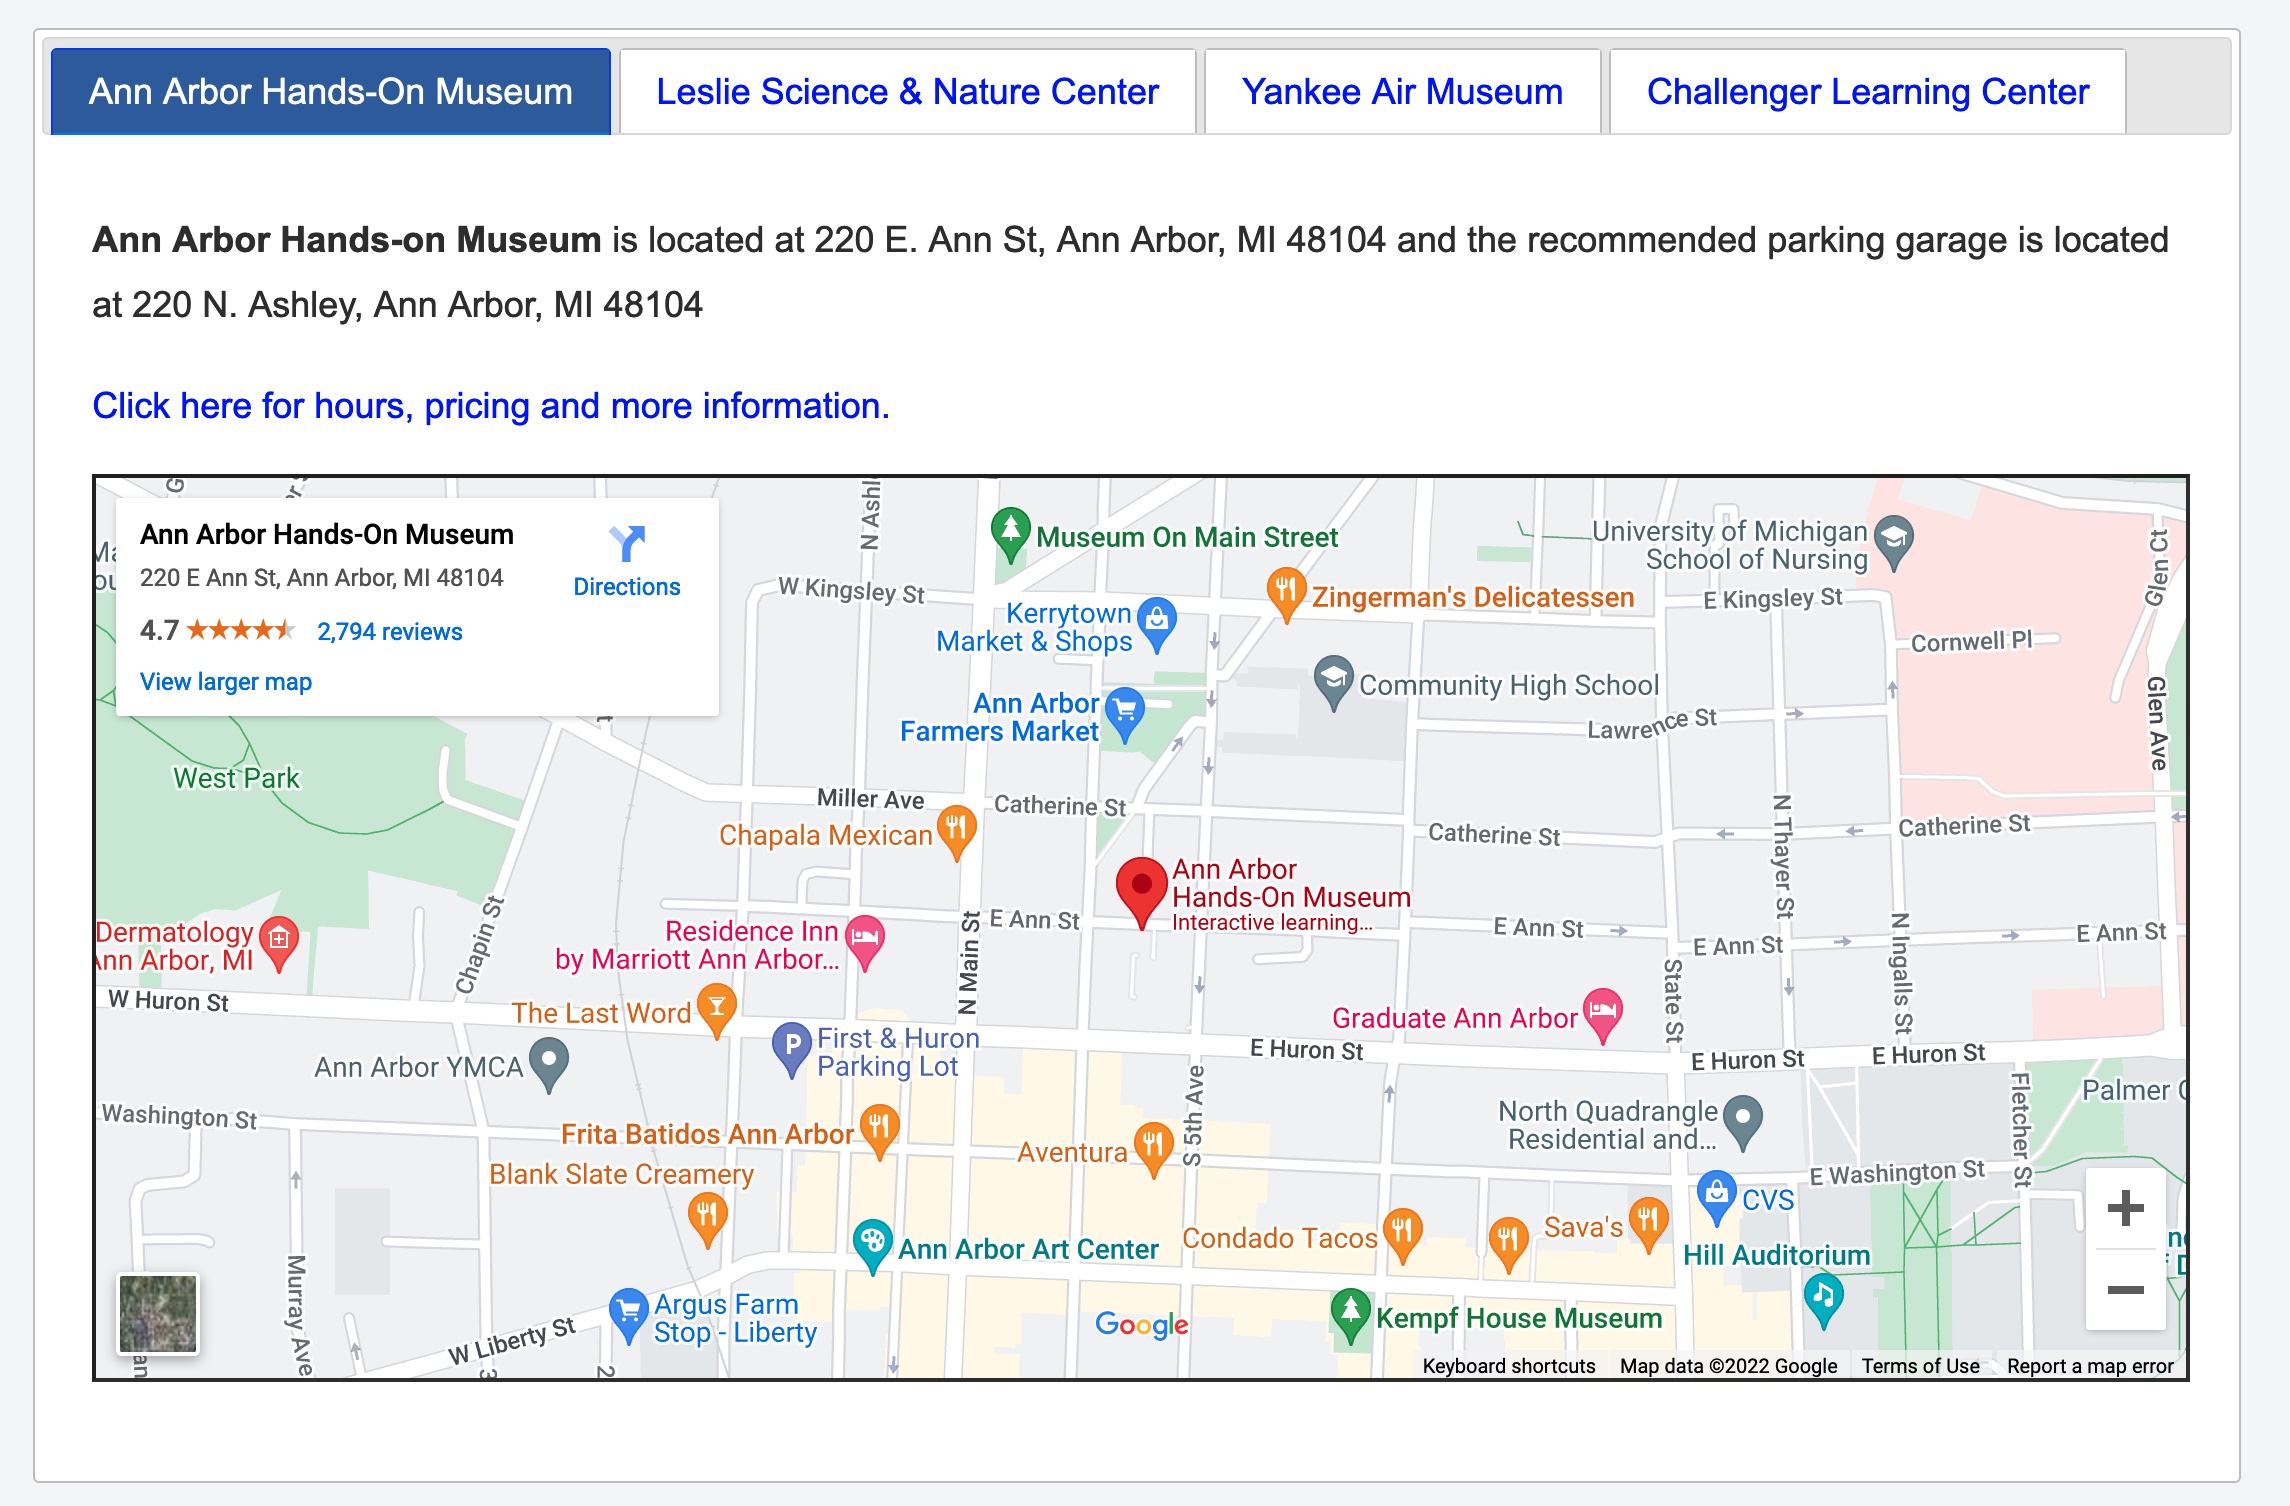 Ann Arbor Hands-On Museum
Leslie Science & Nature Center
Yankee Air Museum
Challenger Learning Center
Ann Arbor Hands-on Museum is located at 220 E. Ann St, Ann Arbor, MI 48104 and the recommended parking garage is located
at 220 N. Ashley, Ann Arbor, MI 48104
Click here for hours, pricing and more information.
Ann Arbor Hands-On Museum
220 E Ann St, Ann Arbor, MI 48104
4.7
2,794 reviews
View larger map
Directions
N Ashl
Museum On Main Street
University of Michigan
School of Nursing
Glen Ct
W Kingsley St
Zingerman's Delicatessen
E Kingsley St
Kerrytown
Market & Shops
Cornwell Pl
Community High School
Ann Arbor
Farmers Market
Lawrence St
Glen Ave
West Park
Miller Ave
Catherine St
Chapala Mexican
Catherine St
N Thayer St
Catherine St
Ann Arbor
Hands-On Museum
Interactive learning...
Dermatology
Ann Arbor, MI
Chapin St
Residence Inn
by Marriott Ann Arbor...
N Main St
E Ann St
E Ann St
E Ann St
N Ingalls St
E Ann St
W Huron St
The Last Word
State St
Graduate Ann Arbor
First & Huron
Parking Lot
P
E Huron St
E Huron St
E Huron St
Ann Arbor YMCA
S 5th Ave
Fletcher St
Palmer C
Washington St
Frita Batidos Ann Arbor
Aventura
North Quadrangle
Residential and...
Blank Slate Creamery
E Washington St
CVS
Murray Ave
Ann Arbor Art Center
Condado Tacos
Sava's
Hill Auditorium
Argus Farm
Stop - Liberty
W Liberty St
Google
Kempf House Museum
Keyboard shortcuts
Map data ©2022 Google
Terms of Use
Report a map error